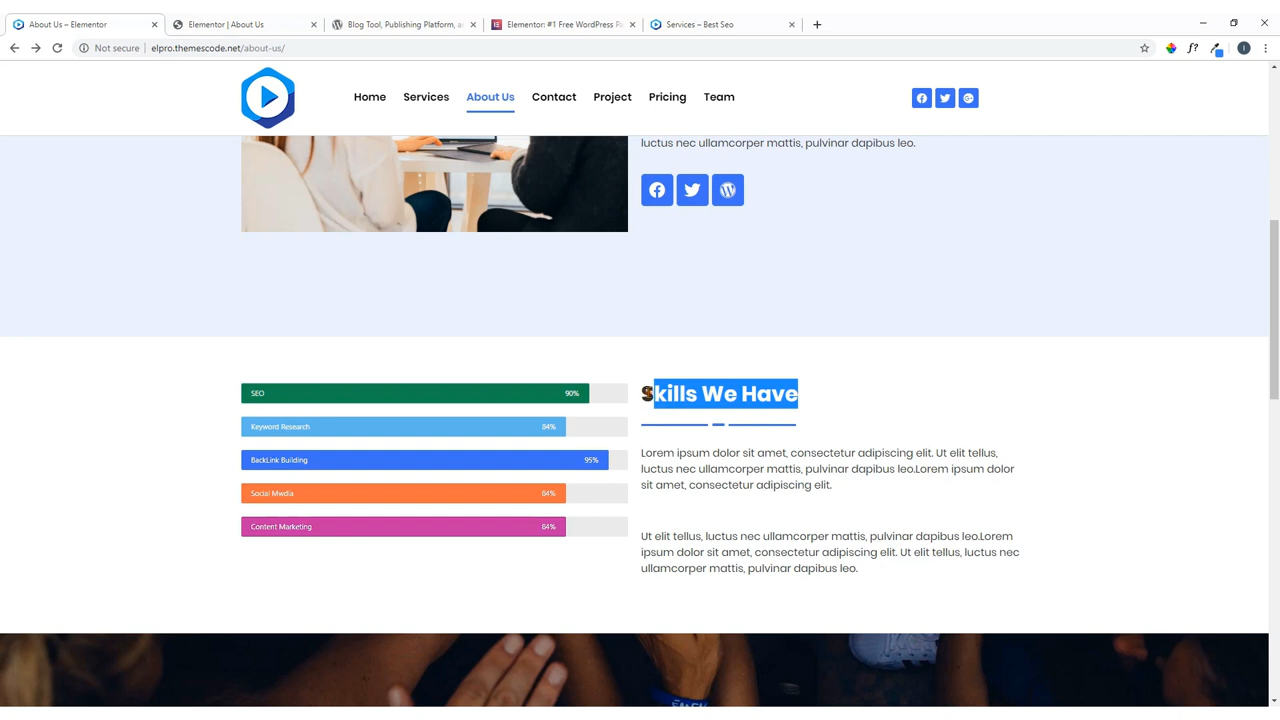 About Us – Elementor
Elementor | About Us
Blog Tool, Publishing Platform, a
Elementor: #1 Free WordPress Pa
Services – Best Seo
Not secure
elpro.themescode.net/about-us/
Home
Services
About Us
Contact
Project
Pricing
Team
luctus nec ullamcorper mattis, pulvinar dapibus leo.
SEO 90%
Keyword Research 84%
BackLink Building 95%
Social Mwdia 84%
Content Marketing 84%
Skills We Have
Lorem ipsum dolor sit amet, consectetur adipiscing elit. Ut elit tellus,
luctus nec ullamcorper mattis, pulvinar dapibus leo.Lorem ipsum dolor
sit amet, consectetur adipiscing elit.
Ut elit tellus, luctus nec ullamcorper mattis, pulvinar dapibus leo.Lorem
ipsum dolor sit amet, consectetur adipiscing elit. Ut elit tellus, luctus nec
ullamcorper mattis, pulvinar dapibus leo.